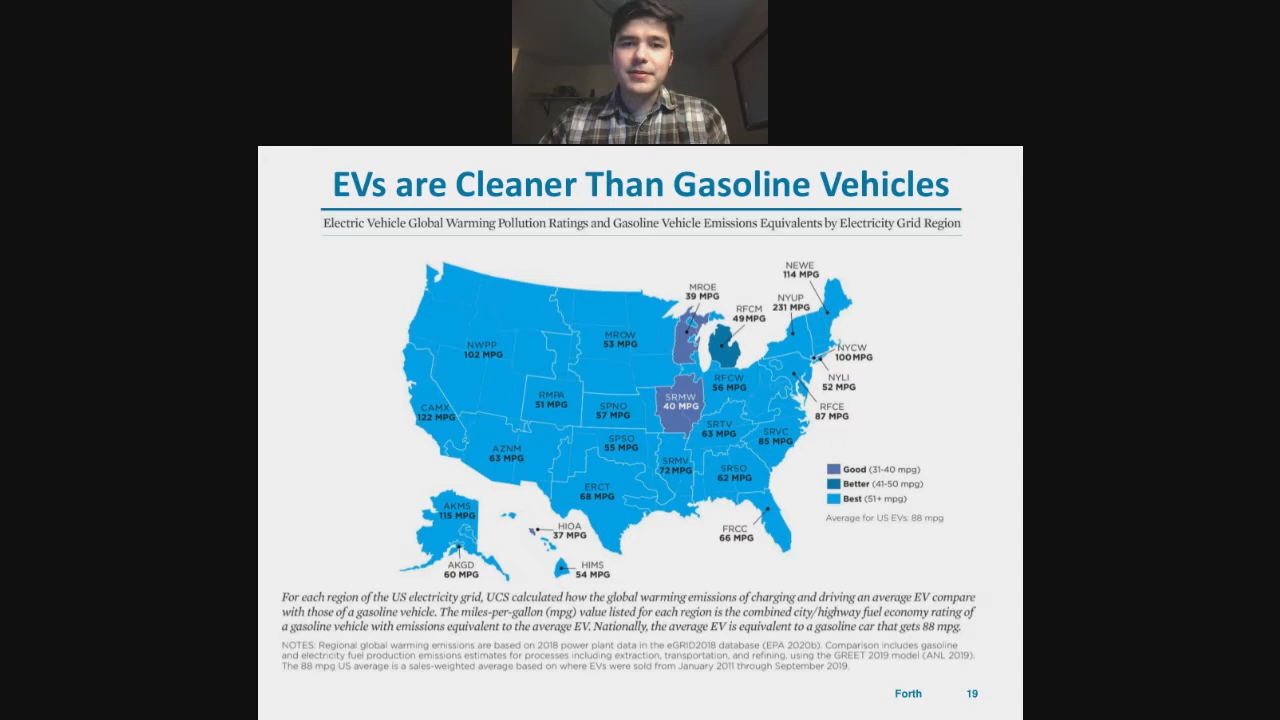 EVs are Cleaner Than Gasoline Vehicles
Electric Vehicle Global Warming Pollution Ratings and Gasoline Vehicle Emissions Equivalents by Electricity Grid Region
NEWE
114 MPG
MROE
39 MPG
NYUP
231 MPG
RFCM
49 MPG
NWPP
102 MPG
MROW
53 MPG
NYCW
100 MPG
NYLI
52 MPG
RFCW
56 MPG
RMPA
51 MPG
SRMW
40 MPG
SPNO
57 MPG
RFCE
87 MPG
CAMX
122 MPG
SRTV
63 MPG
SRVC
85 MPG
SPSO
55 MPG
AZNM
63 MPG
SRMV
72 MPG
SRSO
62 MPG
ERCT
68 MPG
Good (31-40 mpg)
Better (41-50 mpg)
Best (51+ mpg)
Average for US EVs: 88 mpg
AKMS
115 MPG
HIOA
37 MPG
FRCC
66 MPG
AKGD
60 MPG
HIMS
54 MPG
For each region of the US electricity grid, UCS calculated how the global warming emissions of charging and driving an average EV compare
with those of a gasoline vehicle. The miles-per-gallon (mpg) value listed for each region is the combined city/highway fuel economy rating of
a gasoline vehicle with emissions equivalent to the average EV. Nationally, the average EV is equivalent to a gasoline car that gets 88 mpg.
NOTES: Regional global warming emissions are based on 2018 power plant data in the eGRID2018 database (EPA 2020b). Comparison includes gasoline
and electricity fuel production emissions estimates for processes including extraction, transportation, and refining, using the GREET 2019 model (ANL 2019).
The 88 mpg US average is a sales-weighted average based on where EVs were sold from January 2011 through September 2019.
Forth 19